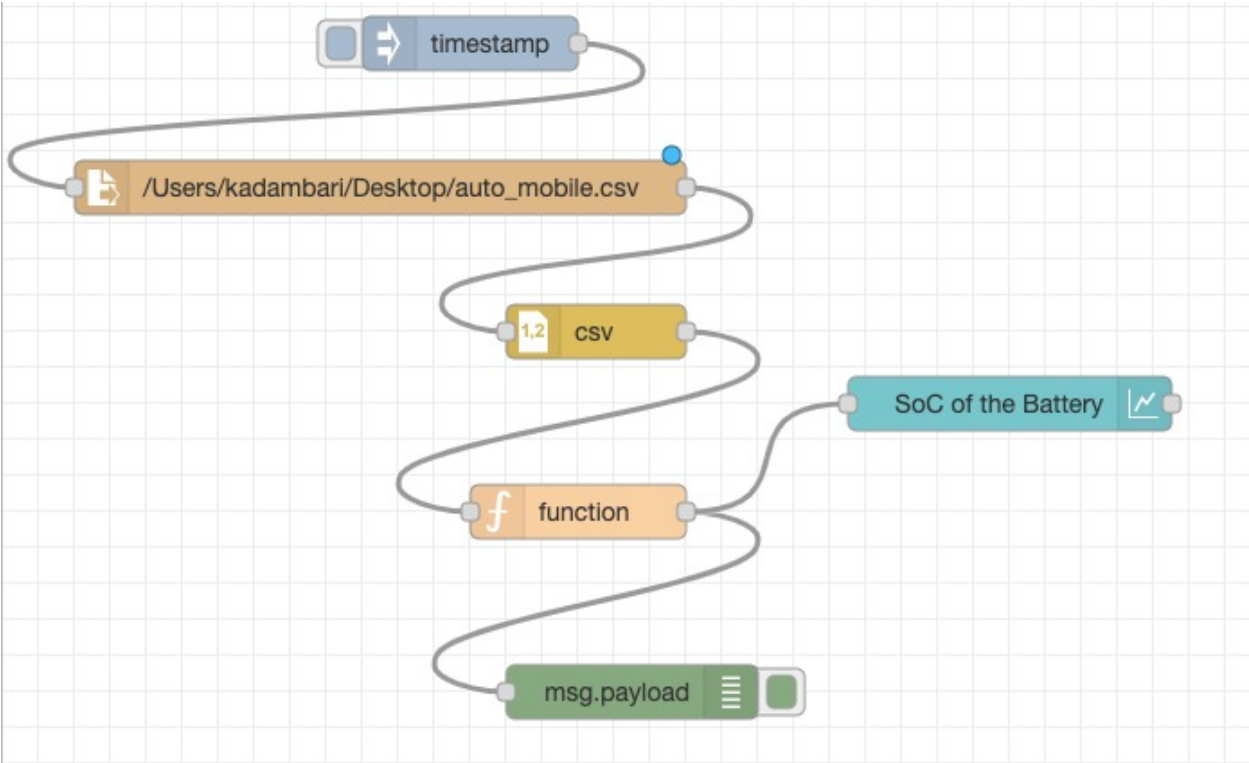 timestamp
/Users/kadambari/Desktop/auto_mobile.csv
1,2 csv
SoC of the Battery
f function
msg.payload